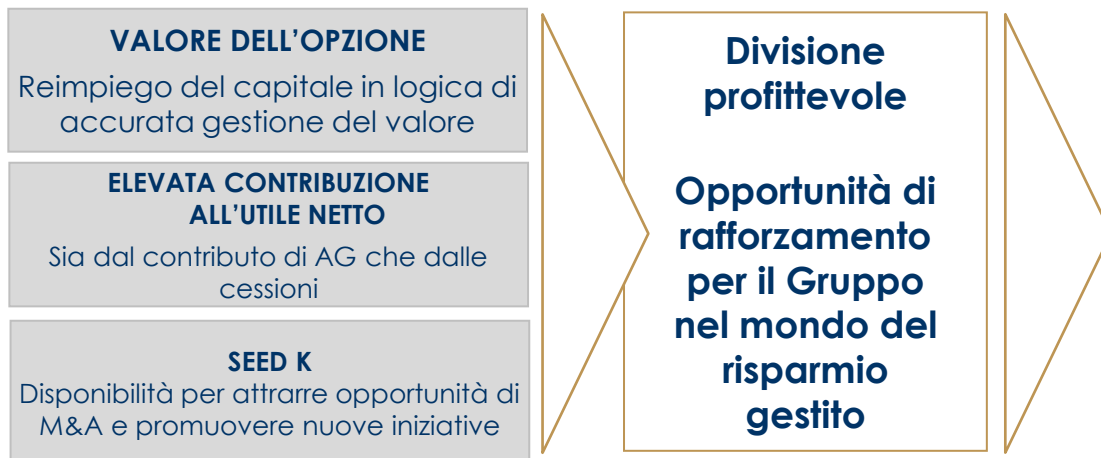 VALORE DELL’OPZIONE
Reimpiego del capitale in logica di
accurata gestione del valore
ELEVATA CONTRIBUZIONE
ALL’UTILE NETTO
Sia dal contributo di AG che dalle
cessioni
SEED K
Disponibilità per attrarre opportunità di
M&A e promuovere nuove iniziative
Divisione
profittevole
Opportunità di
rafforzamento
per il Gruppo
nel mondo del
risparmio
gestito